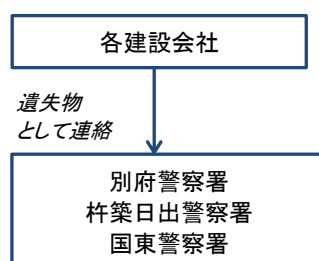 各建設会社
遺失物
として連絡
別府警察署
杵築日出警察署
国東警察署